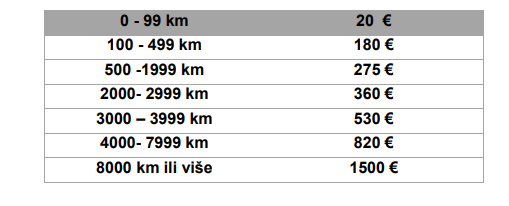 0 - 99 km 20 €
100 - 499 km 180 €
500 -1999 km 275 €
2000- 2999 km 360 €
3000 – 3999 km 530 €
4000- 7999 km 820 €
8000 km ili više 1500 €